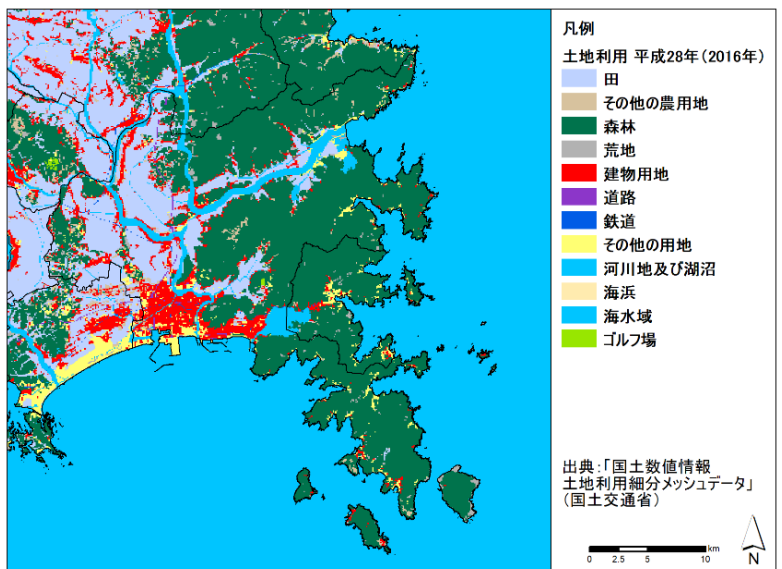 凡例
土地利用 平成28年(2016年)
田
その他の農用地
森林
荒地
建物用地
道路
鉄道
その他の用地
河川地及び湖沼
海浜
海水域
ゴルフ場
出典:「国土数値情報
土地利用細分メッシュデータ」
(国土交通省)
km
0 2.5 5 10
N